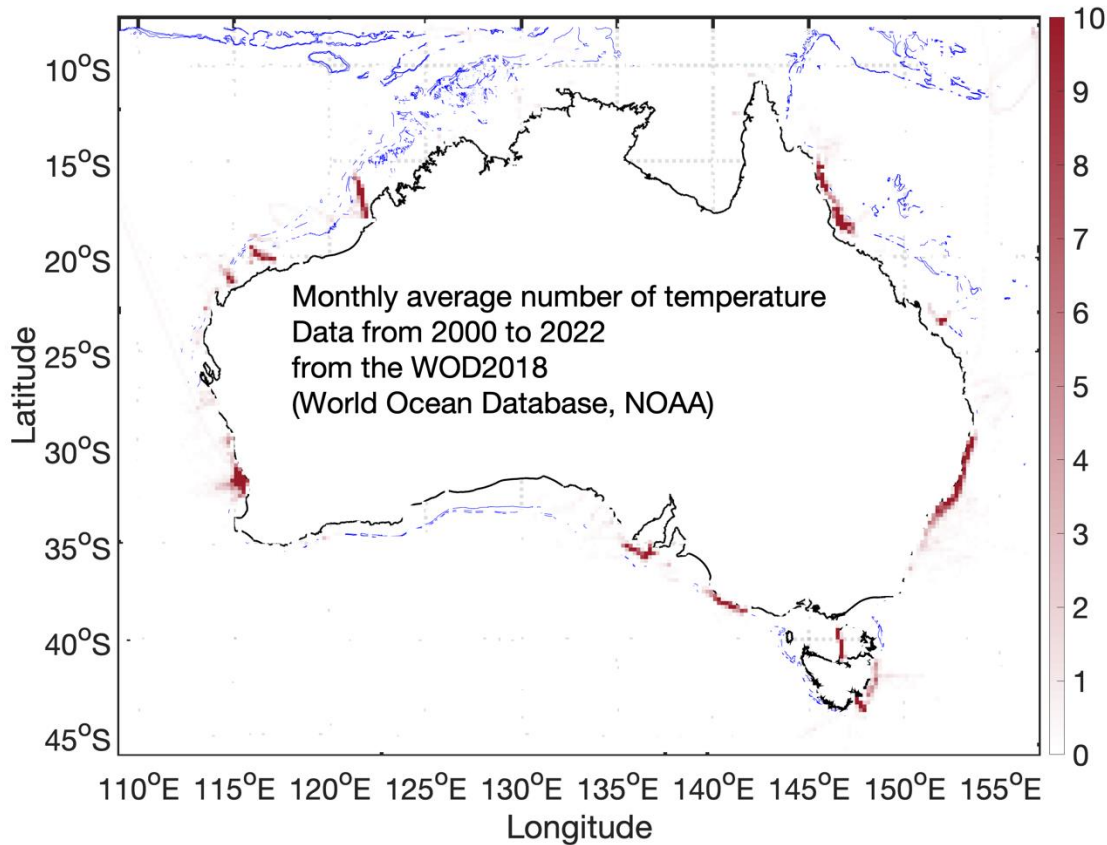 10
9
8
7
6
5
4
3
2
1
0
10°S
15°S
20°S
25°S
30°S
35°S
40°S
45°S
Latitude
Monthly average number of temperature
Data from 2000 to 2022
from the WOD2018
(World Ocean Database, NOAA)
110°E 115°E 120°E 125°E 130°E 135°E 140°E 145°E 150°E 155°E
Longitude